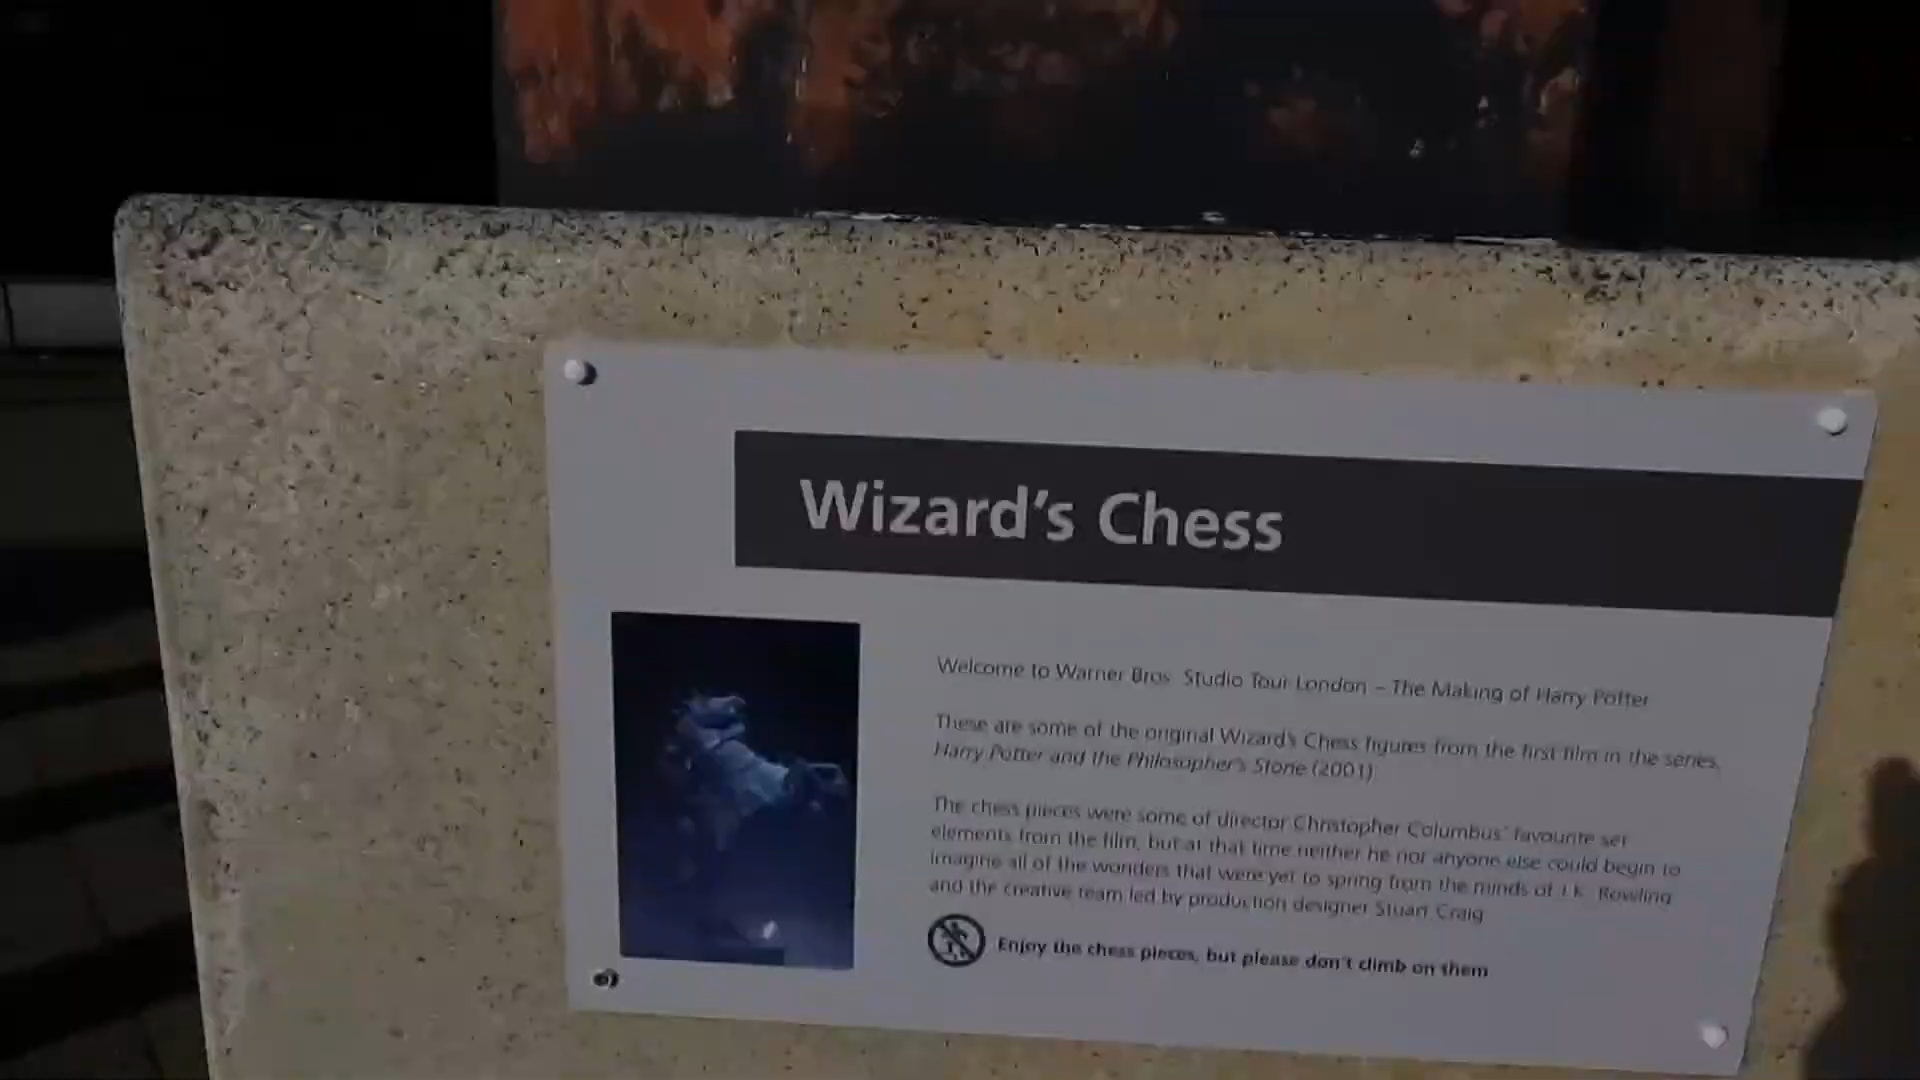 Wizard's Chess
Welcome to Warner Bros. Studio Tour London – The Making of Harry Potter
These are some of the original Wizard's Chess figures from the first film in the series,
Harry Potter and the Philosopher's Stone (2001)
The chess pieces were some of director Christopher Columbus' favourite set
elements from the film, but at that time neither he nor anyone else could begin to
imagine all of the wonders that were yet to spring from the minds of J.K. Rowling
and the creative team led by production designer Stuart Craig
Enjoy the chess pieces, but please don't climb on them